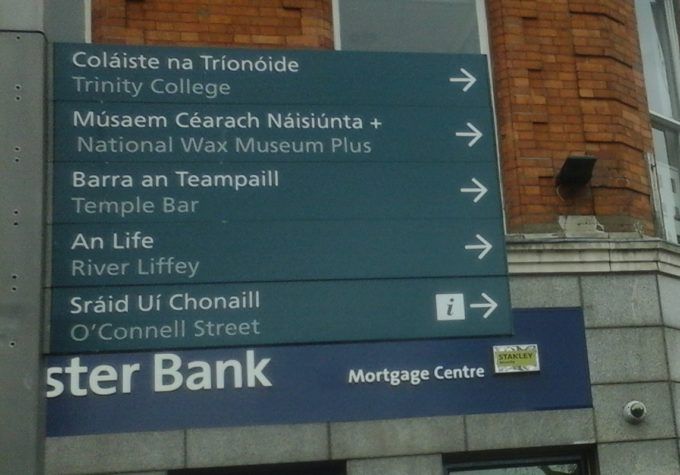 Coláiste na Tríonóide
Trinity College
Músaem Céarach Náisiúnta +
National Wax Museum Plus
Barra an Teampaill
Temple Bar
An Life
River Liffey
Sráid Uí Chonaill
i
O'Connell Street
ster Bank
Mortgage Centre
STANLEY